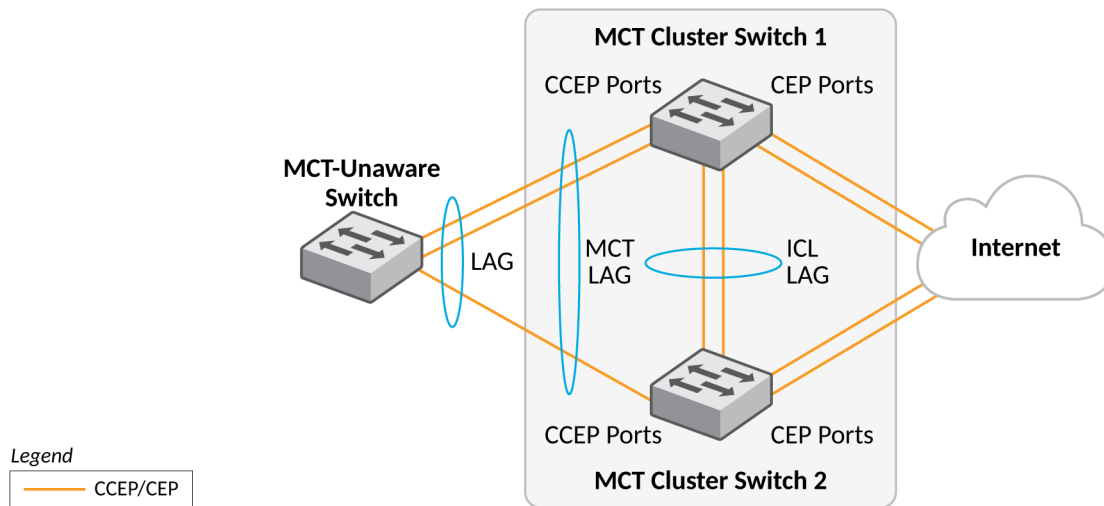 MCT Cluster Switch 1
CCEP Ports
CEP Ports
MCT-Unaware
Switch
LAG
MCT
LAG
ICL
LAG
Internet
CCEP Ports
CEP Ports
MCT Cluster Switch 2
Legend
CCEP/CEP